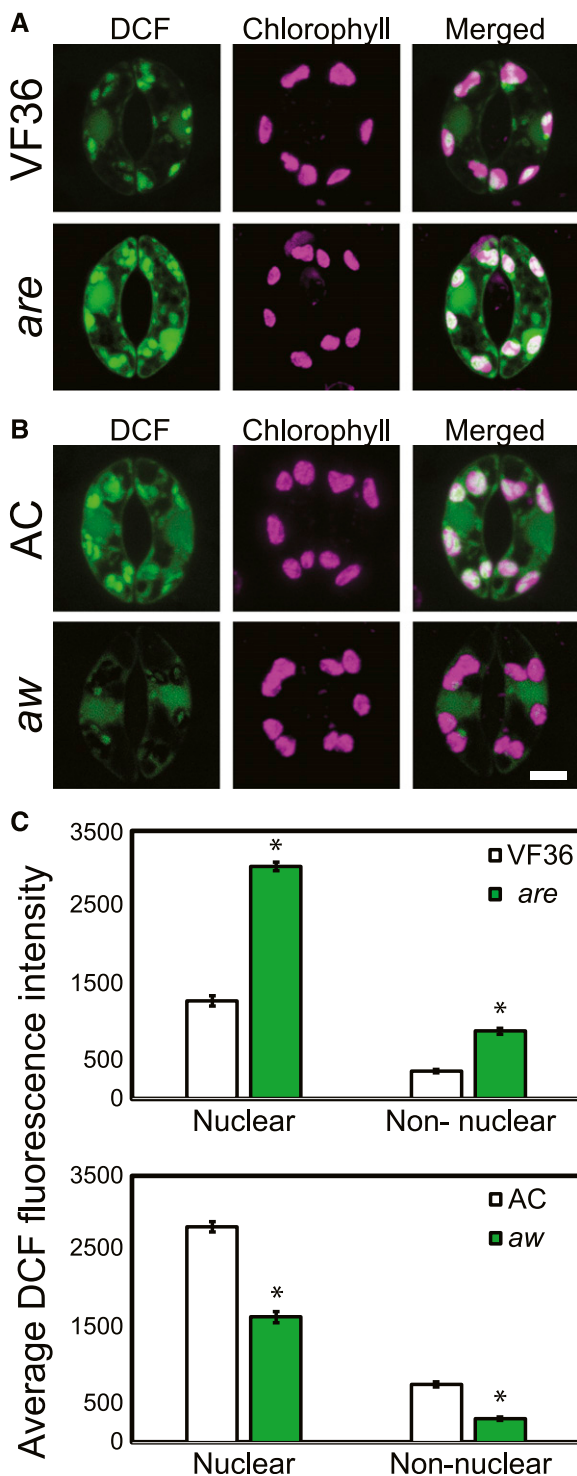 A
DCF Chlorophyll Merged
VF36
are
B
DCF Chlorophyll Merged
AC
aw
C
Average DCF fluorescence intensity
3500
2500
1500
500
0
* *
VF36
are
Nuclear Non- nuclear
3500
2500
1500
500
0
* *
AC
aw
Nuclear Non-nuclear